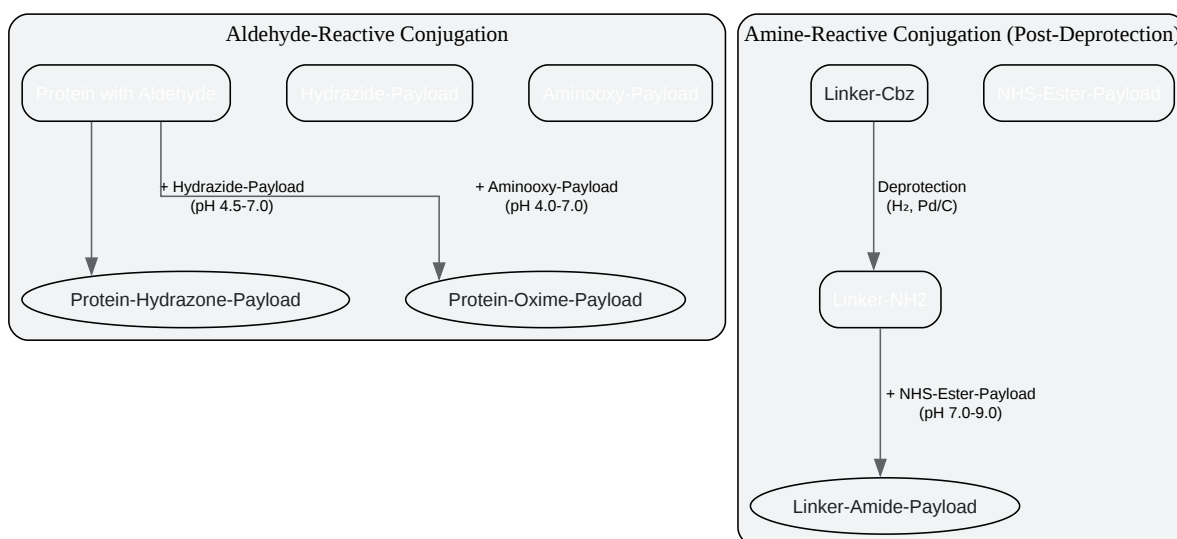 Aldehyde-Reactive Conjugation
Protein with Aldehyde
Hydrazide-Payload
Aminooxy-Payload
+ Hydrazide-Payload
(pH 4.5-7.0)
+ Aminooxy-Payload
(pH 4.0-7.0)
Protein-Hydrazone-Payload
Protein-Oxime-Payload
Amine-Reactive Conjugation (Post-Deprotection)
Linker-Cbz
NHS-Ester-Payload
Deprotection
(H₂, Pd/C)
Linker-NH2
+ NHS-Ester-Payload
(pH 7.0-9.0)
Linker-Amide-Payload